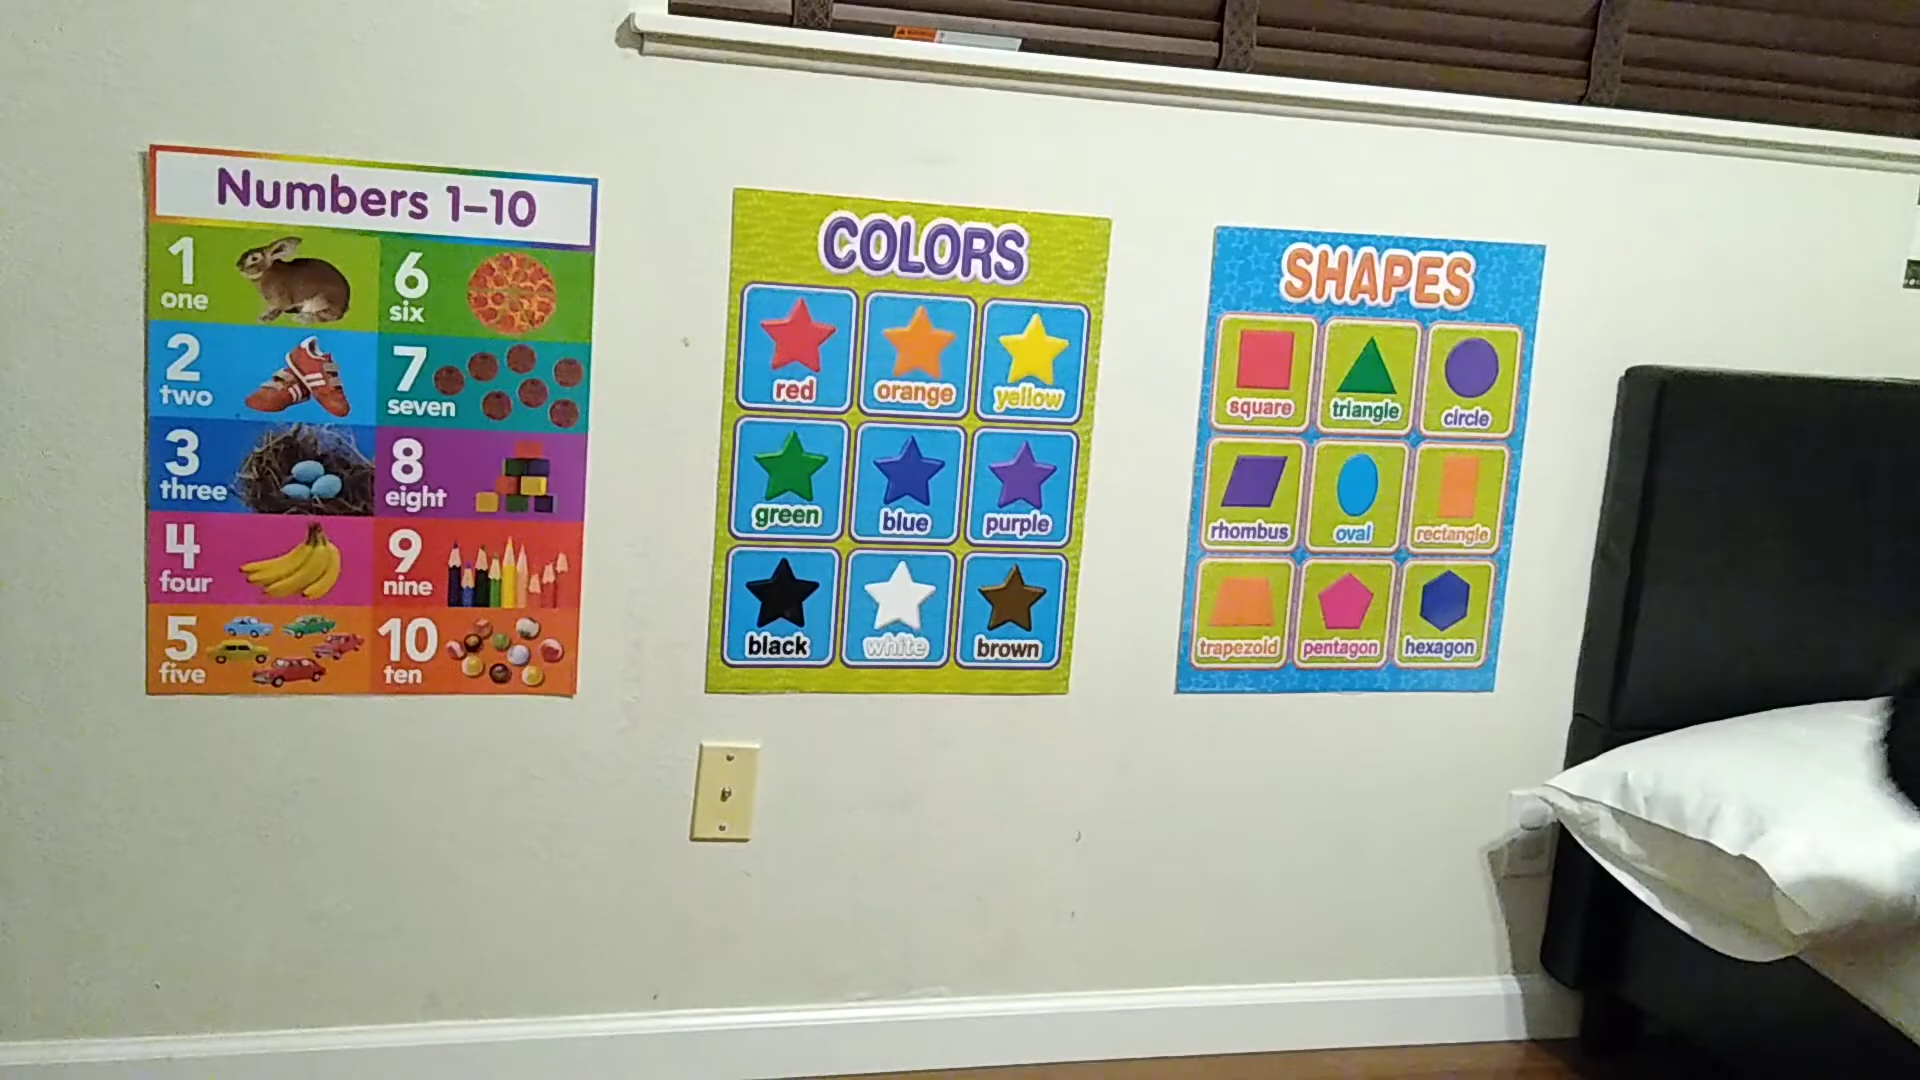 Numbers 1–10
1
one
2
two
3
three
4
four
5
five
6
six
7
seven
8
eight
9
nine
10
ten
COLORS
red
orange
yellow
green
blue
purple
black
white
brown
SHAPES
square
triangle
circle
rhombus
oval
rectangle
trapezoid
pentagon
hexagon